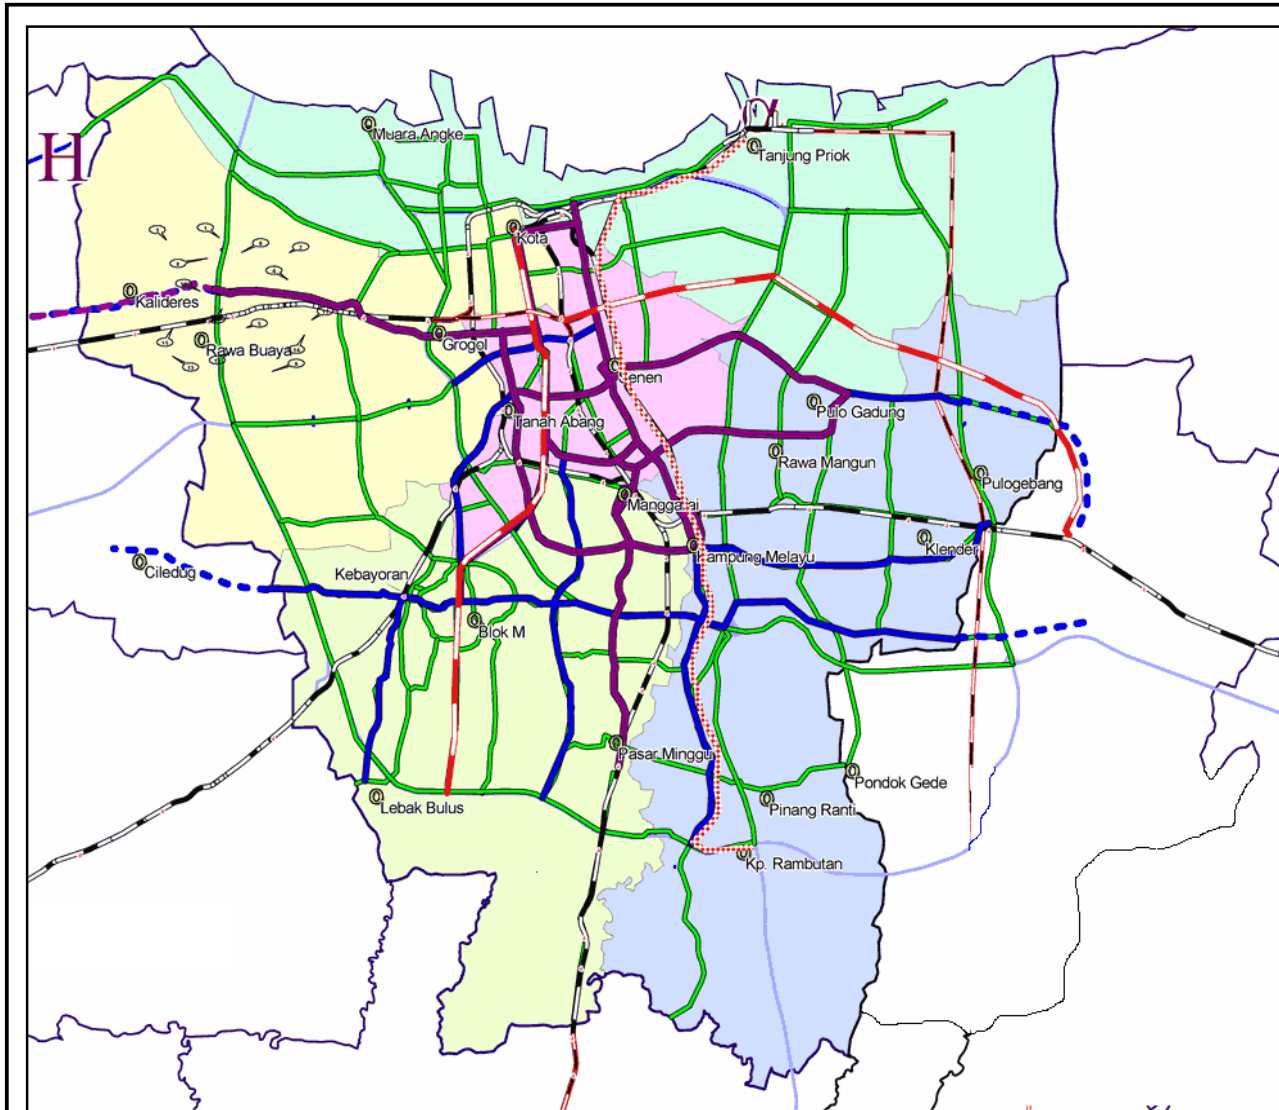 Muara Angke
H
Tanjung Priok
Kota
Kalideres
Grogol
Rawa Buaya
enen
Pulo Gadung
Tanah Abang
Rawa Mangun
Pulogebang
Manggarai
Klender
Kampung Melayu
Ciledug
Kebayoran
Blok M
Pasar Minggu
Pondok Gede
Lebak Bulus
Pinang Ranti
Kp. Rambutan